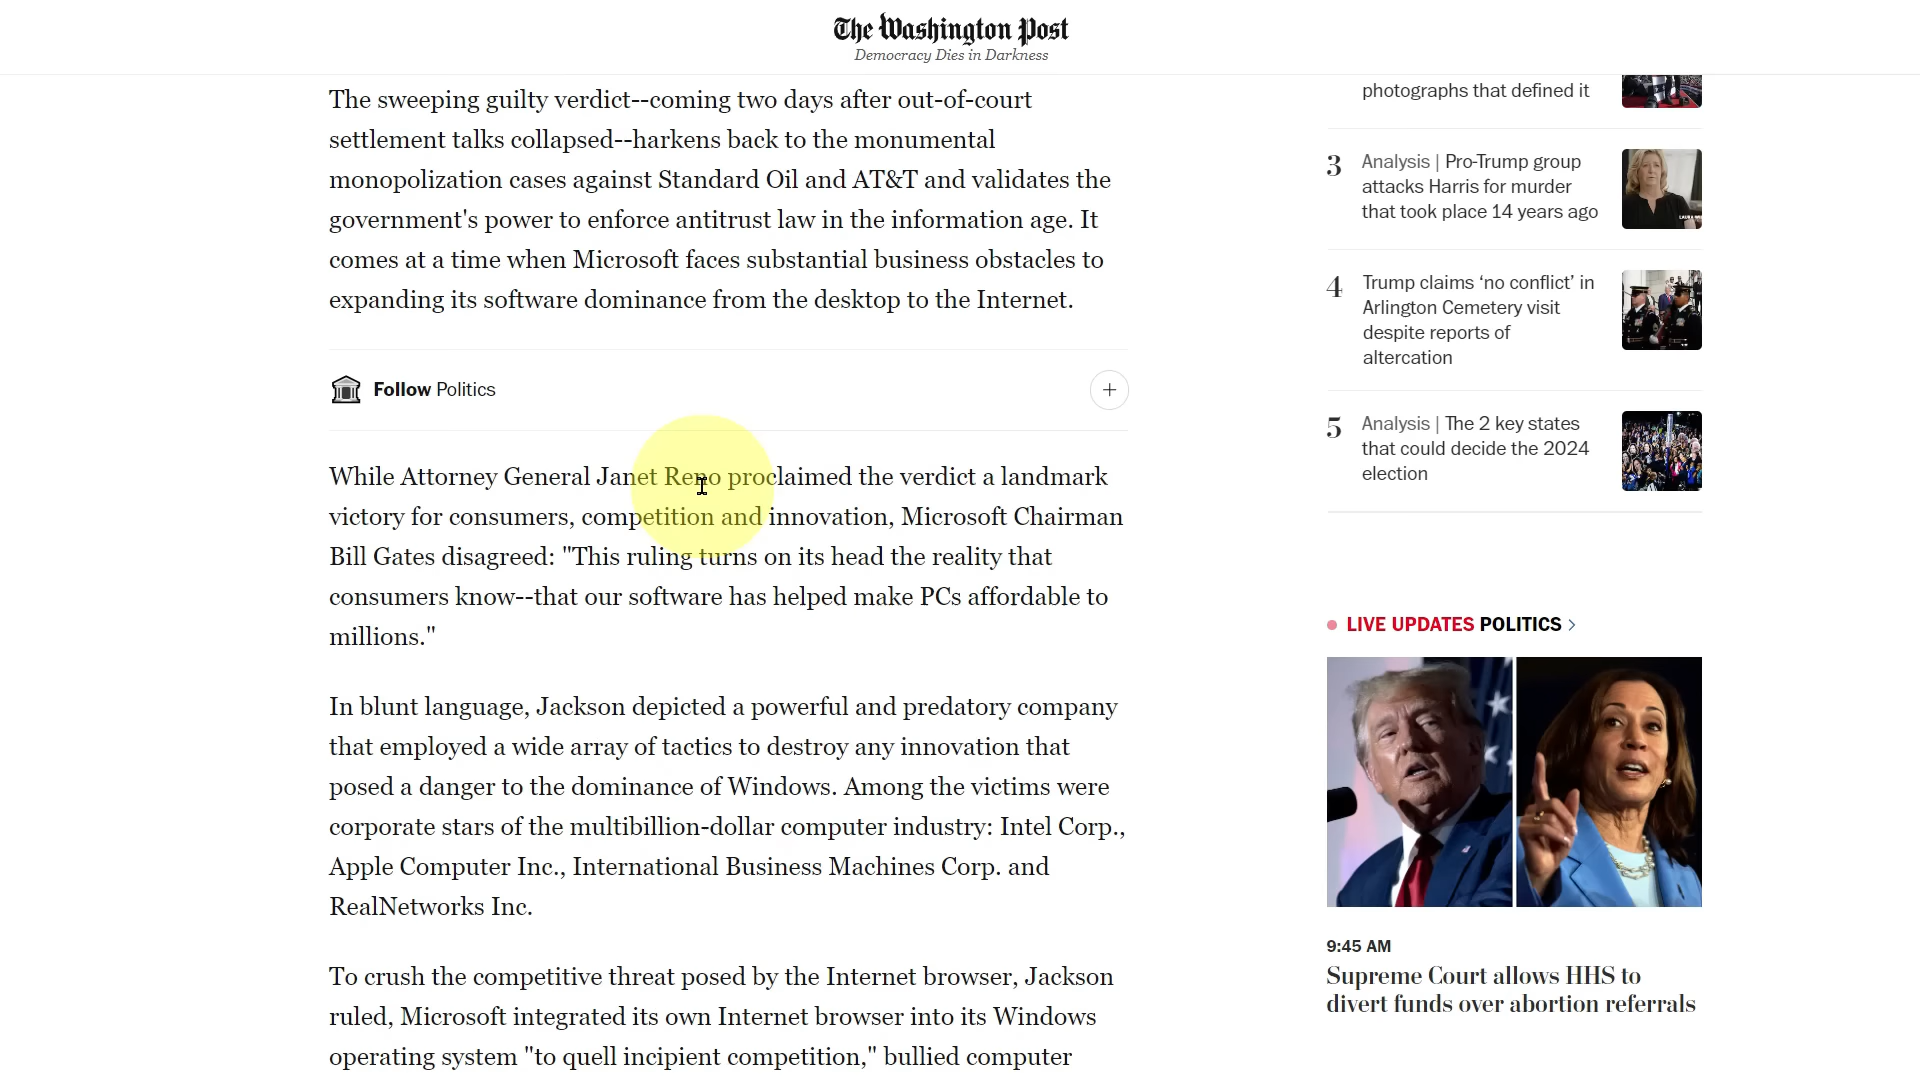 The Washington Post
Democracy Dies in Darkness
The sweeping guilty verdict--coming two days after out-of-court
settlement talks collapsed--harkens back to the monumental
monopolization cases against Standard Oil and AT&T and validates the
government's power to enforce antitrust law in the information age. It
comes at a time when Microsoft faces substantial business obstacles to
expanding its software dominance from the desktop to the Internet.
Follow Politics
While Attorney General Janet Reno proclaimed the verdict a landmark
victory for consumers, competition and innovation, Microsoft Chairman
Bill Gates disagreed: "This ruling turns on its head the reality that
consumers know--that our software has helped make PCs affordable to
millions."
In blunt language, Jackson depicted a powerful and predatory company
that employed a wide array of tactics to destroy any innovation that
posed a danger to the dominance of Windows. Among the victims were
corporate stars of the multibillion-dollar computer industry: Intel Corp.,
Apple Computer Inc., International Business Machines Corp. and
RealNetworks Inc.
To crush the competitive threat posed by the Internet browser, Jackson
ruled, Microsoft integrated its own Internet browser into its Windows
operating system "to quell incipient competition," bullied computer
photographs that defined it
3
Analysis | Pro-Trump group
attacks Harris for murder
that took place 14 years ago
4
Trump claims ‘no conflict’ in
Arlington Cemetery visit
despite reports of
altercation
5
Analysis | The 2 key states
that could decide the 2024
election
LIVE UPDATES POLITICS
9:45 AM
Supreme Court allows HHS to
divert funds over abortion referrals